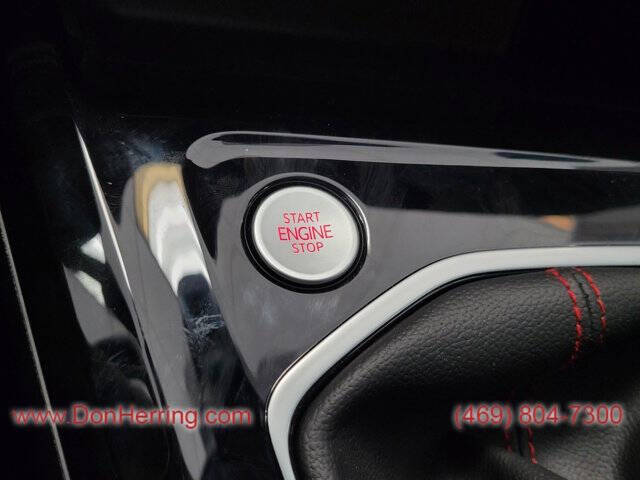 START
ENGINE
STOP
www.DonHerring.com
(469) 804-7300